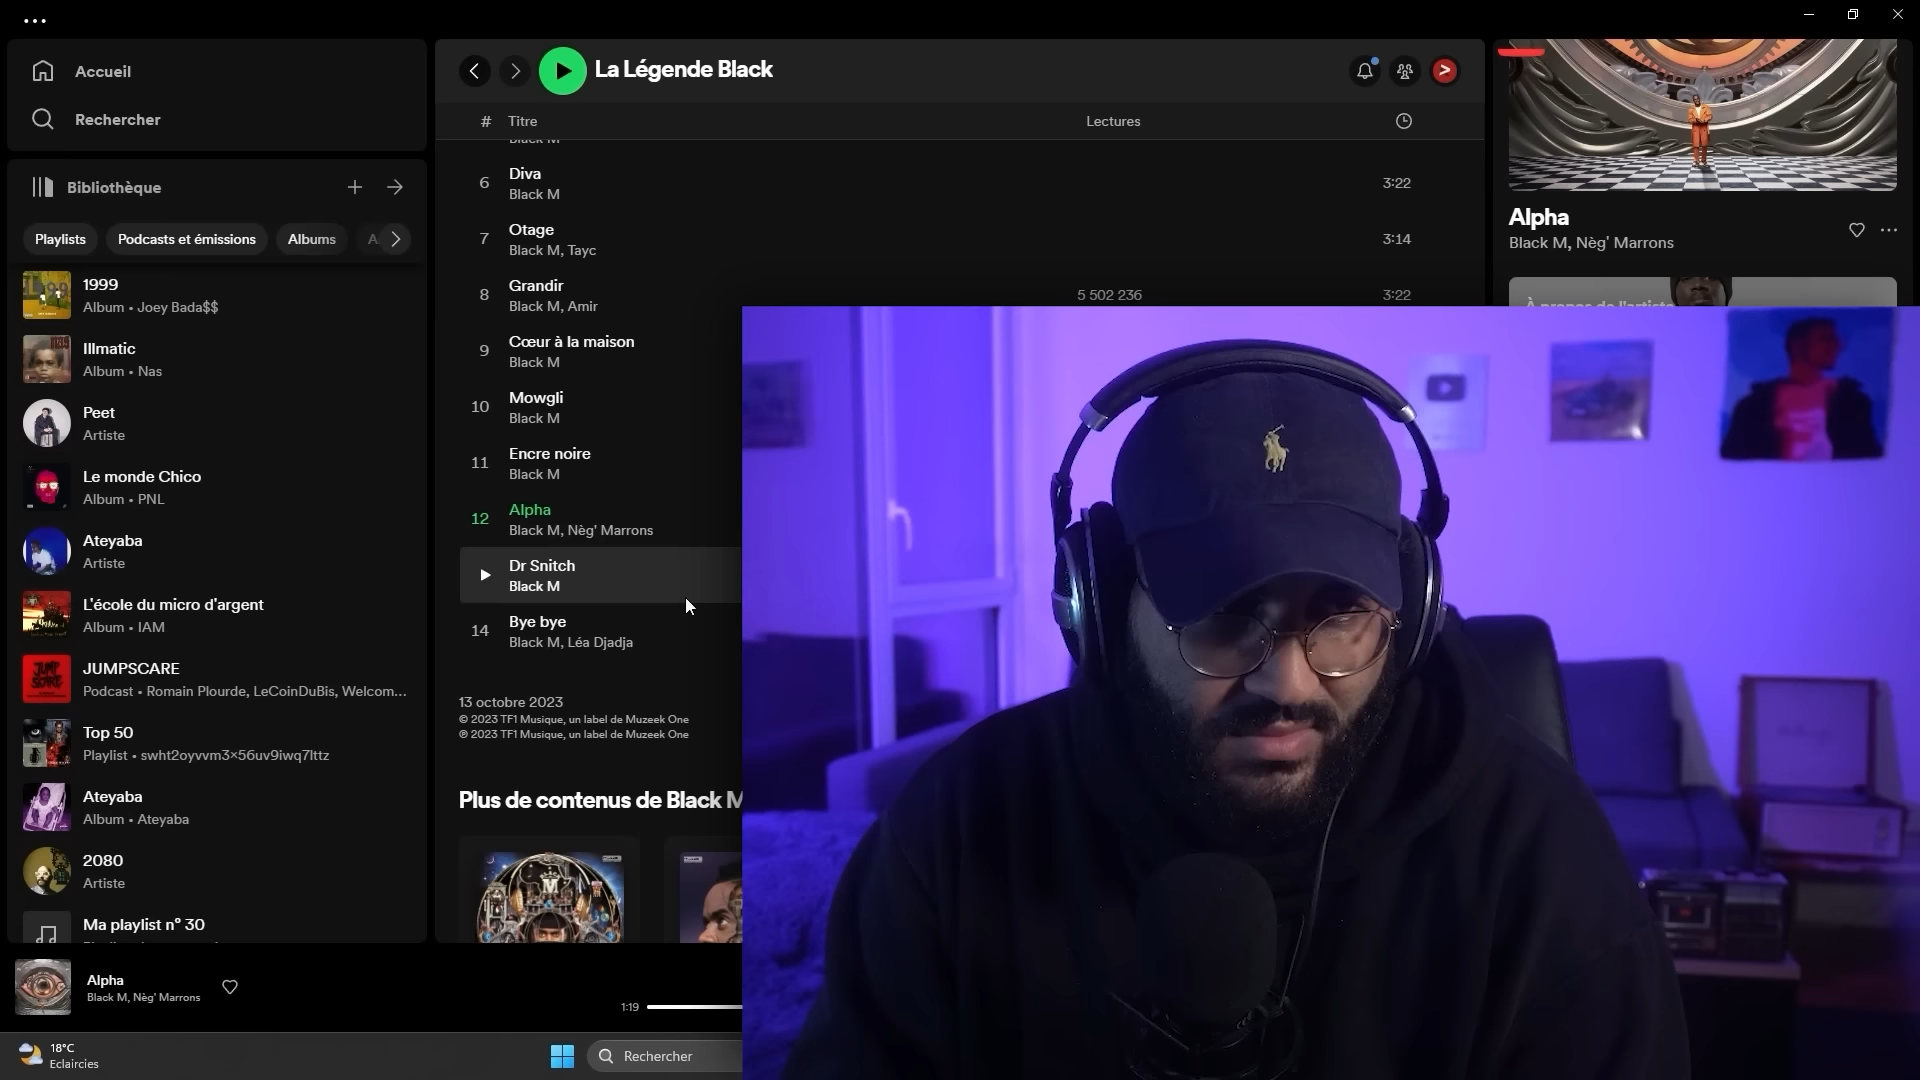 Accueil
Rechercher
Bibliothèque
Playlists
Podcasts et émissions
Albums
1999
Album • Joey Bada$$
Illmatic
Album • Nas
Peet
Artiste
Le monde Chico
Album • PNL
Ateyaba
Artiste
L'école du micro d'argent
Album • IAM
JUMPSCARE
Podcast • Romain Plourde, LeCoinDuBis, Welcom...
Top 50
Playlist • swht2oyvvm3x56uv9iwq7lttz
Ateyaba
Album • Ateyaba
2080
Artiste
Ma playlist n° 30
La Légende Black
# Titre Lectures
Black M
6 Diva 3:22
Black M
7 Otage 3:14
Black M, Tayc
8 Grandir 5 502 236 3:22
Black M, Amir
9 Cœur à la maison
Black M
10 Mowgli
Black M
11 Encre noire
Black M
12 Alpha
Black M, Nèg' Marrons
Dr Snitch
Black M
14 Bye bye
Black M, Léa Djadja
13 octobre 2023
© 2023 TF1 Musique, un label de Muzeek One
℗ 2023 TF1 Musique, un label de Muzeek One
Plus de contenus de Black M
Alpha
Black M, Nèg' Marrons
À propos de l'artiste
Alpha
Black M, Nèg' Marrons
1:19
18°C
Eclaircies
Rechercher